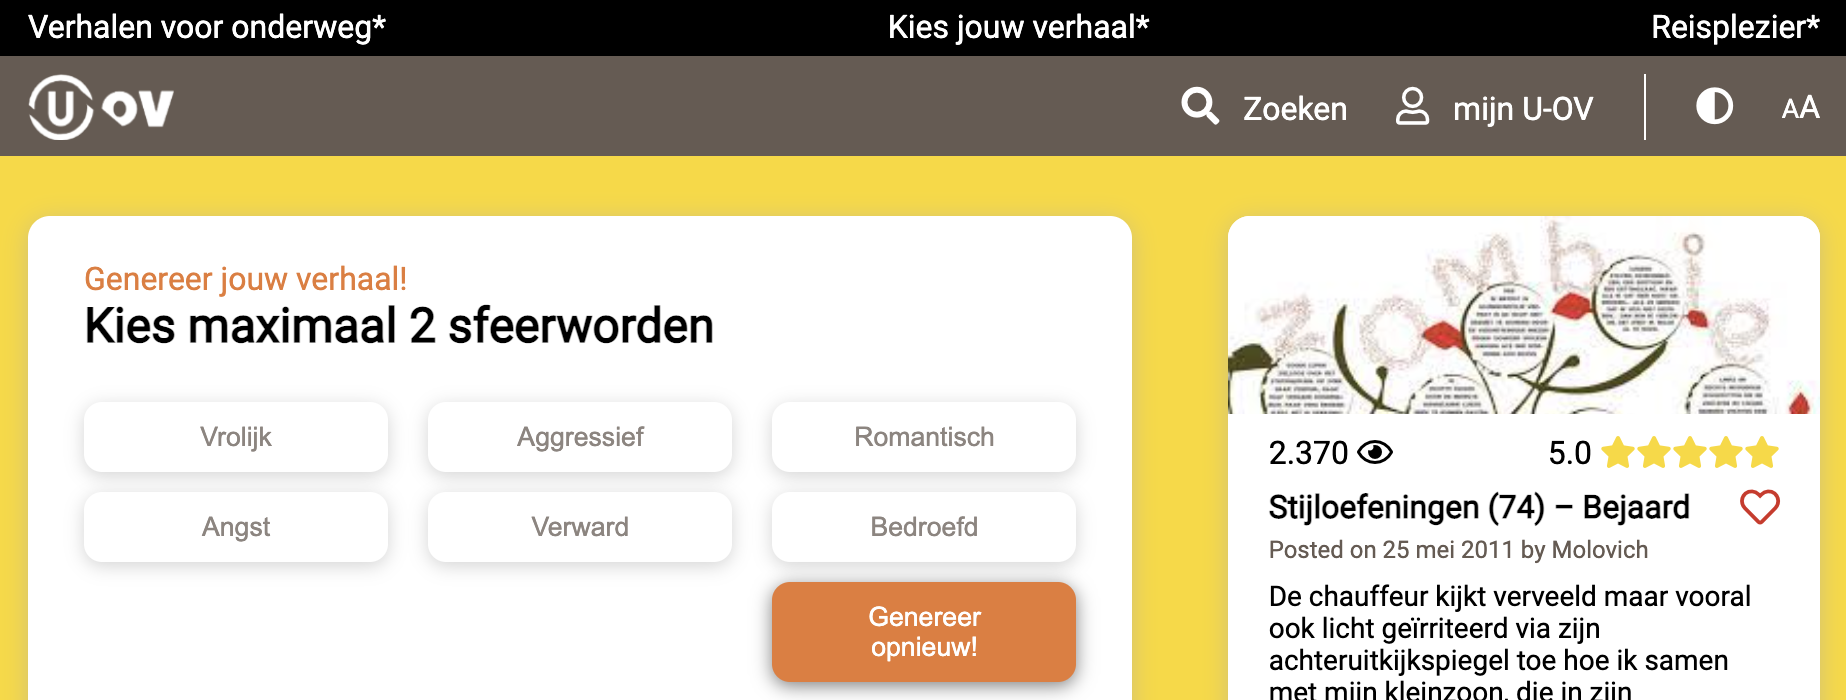 Verhalen voor onderweg*
Kies jouw verhaal*
Reisplezier*
U OV
Zoeken
mijn U-OV
AA
Genereer jouw verhaal!
Kies maximaal 2 sfeerworden
Vrolijk
Aggressief
Romantisch
Angst
Verward
Bedroefd
Genereer
opnieuw!
zombie
2.370
5.0
Stijloefeningen (74) – Bejaard
Posted on 25 mei 2011 by Molovich
De chauffeur kijkt verveeld maar vooral
ook licht geïrriteerd via zijn
achteruitkijkspiegel toe hoe ik samen
met mijn kleinzoon, die in zijn